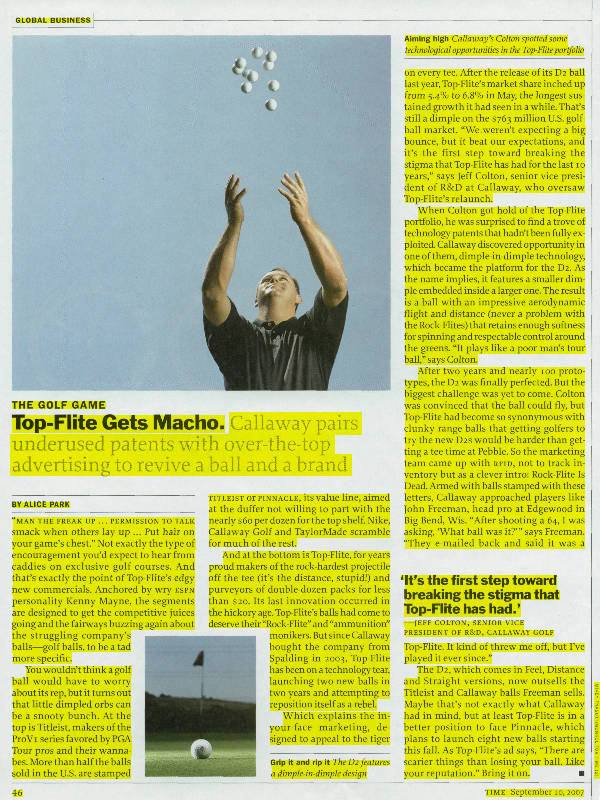 GLOBAL BUSINESS
Aiming high Callaway's Colton spotted some
technological opportunities in the Top-Flite portfolio
THE GOLF GAME
Top-Flite Gets Macho. Callaway pairs
underused patents with over-the-top
advertising to revive a ball and a brand
BY ALICE PARK
"MAN THE FREAK UP ... PERMISSION TO TALK
smack when others lay up ... Put hair on
your game's chest." Not exactly the type of
encouragement you'd expect to hear from
caddies on exclusive golf courses. And
that's exactly the point of Top-Flite's edgy
new commercials. Anchored by wry ESPN
personality Kenny Mayne, the segments
are designed to get the competitive juices
going and the fairways buzzing again about
the struggling company's
balls—golf balls, to be a tad
more specific.
You wouldn't think a golf
ball would have to worry
about its rep, but it turns out
that little dimpled orbs can
be a snooty bunch. At the
top is Titleist, makers of the
ProV1 series favored by PGA
Tour pros and their wanna-
bes. More than half the balls
sold in the U.S. are stamped
TITLEIST OF PINNACLE, its value line, aimed
at the duffer not willing to part with the
nearly $60 per dozen for the top shelf. Nike,
Callaway Golf and TaylorMade scramble
for much of the rest.
And at the bottom is Top-Flite, for years
proud makers of the rock-hardest projectile
off the tee (it's the distance, stupid!) and
purveyors of double-dozen packs for less
than $20. Its last innovation occurred in
the hickory age. Top-Flite's balls had come to
deserve their "Rock-Flite" and "ammunition"
monikers. But since Callaway
bought the company from
Spalding in 2003, Top-Flite
has been on a technology tear,
launching two new balls in
two years and attempting to
reposition itself as a rebel.
Which explains the in-
your-face marketing, de-
signed to appeal to the tiger
Grip it and rip it The D2 features
a dimple-in-dimple design
on every tee. After the release of its D2 ball
last year, Top-Flite's market share inched up
from 5.4% to 6.8% in May, the longest sus-
tained growth it had seen in a while. That's
still a dimple on the $763 million U.S. golf-
ball market. "We weren't expecting a big
bounce, but it beat our expectations, and
it's the first step toward breaking the
stigma that Top-Flite has had for the last 10
years," says Jeff Colton, senior vice presi-
dent of R&D at Callaway, who oversaw
Top-Flite's relaunch.
When Colton got hold of the Top-Flite
portfolio, he was surprised to find a trove of
technology patents that hadn't been fully ex-
ploited. Callaway discovered opportunity in
one of them, dimple-in-dimple technology,
which became the platform for the D2. As
the name implies, it features a smaller dim-
ple embedded inside a larger one. The result
is a ball with an impressive aerodynamic
flight and distance (never a problem with
the Rock-Flites) that retains enough softness
for spinning and respectable control around
the greens. "It plays like a poor man's tour
ball," says Colton.
After two years and nearly 100 proto-
types, the D2 was finally perfected. But the
biggest challenge was yet to come. Colton
was convinced that the ball could fly, but
Top-Flite had become so synonymous with
clunky range balls that getting golfers to
try the new D2s would be harder than get-
ting a tee time at Pebble. So the marketing
team came up with RFID, not to track in-
ventory but as a clever intro: Rock-Flite Is
Dead. Armed with balls stamped with these
letters, Callaway approached players like
John Freeman, head pro at Edgewood in
Big Bend, Wis. "After shooting a 64, I was
asking, 'What ball was it?'" says Freeman.
"They e-mailed back and said it was a
'It's the first step toward
breaking the stigma that
Top-Flite has had.'
—JEFF COLTON, SENIOR VICE
PRESIDENT OF R&D, CALLAWAY GOLF
Top-Flite. It kind of threw me off, but I've
played it ever since."
The D2, which comes in Feel, Distance
and Straight versions, now outsells the
Titleist and Callaway balls Freeman sells.
Maybe that's not exactly what Callaway
had in mind, but at least Top-Flite is in a
better position to face Pinnacle, which
plans to launch eight new balls starting
this fall. As Top-Flite's ad says, "There are
scarier things than losing your ball. Like
your reputation." Bring it on.
46
TIME September 10, 2007